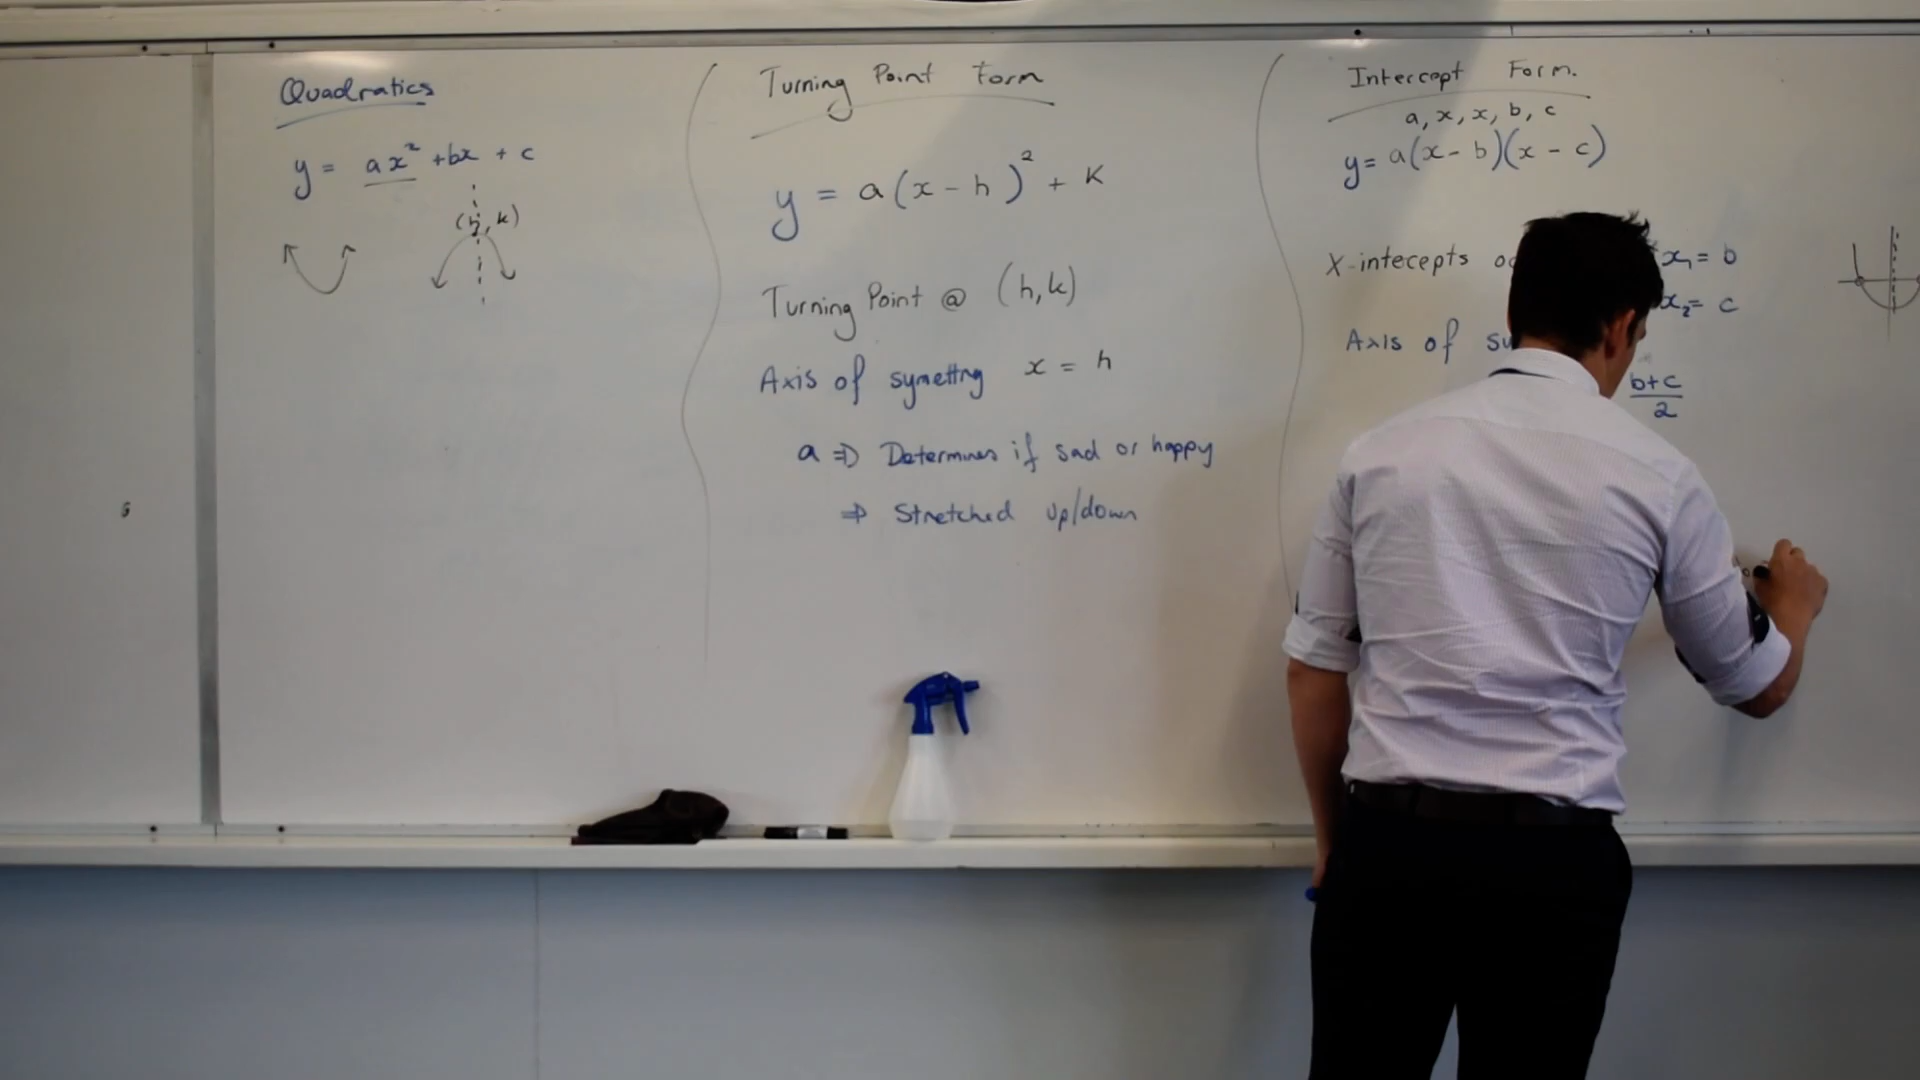 Quadratics
y = ax² + bx + c
(h, k)
Turning Point Form
y = a(x - h)² + k
Turning Point @ (h, k)
Axis of symettry x = h
a ⇒ Determines if sad or happy
⇒ Stretched up/down
Intercept Form.
a, x, x, b, c
y = a(x - b)(x - c)
X-intecepts x₁ = b
x₂ = c
Axis of
b+c
2